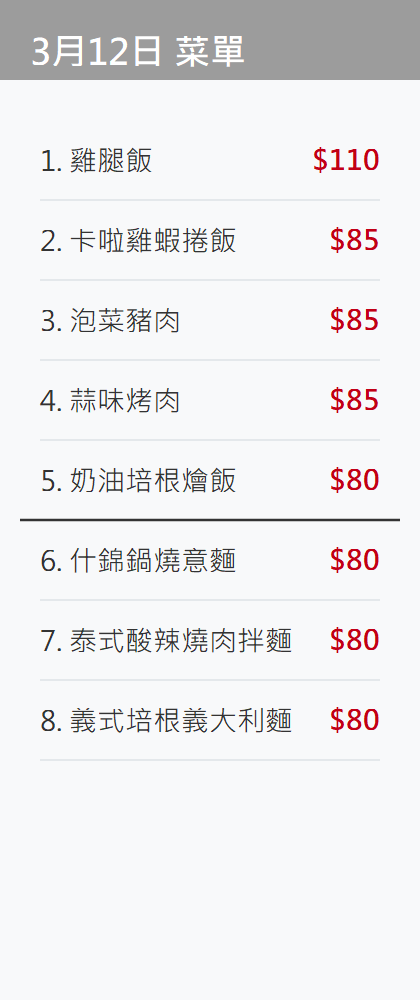 3月12日 菜單
1. 雞腿飯 $110
2. 卡啦雞蝦捲飯 $85
3. 泡菜豬肉 $85
4. 蒜味烤肉 $85
5. 奶油培根燴飯 $80
6. 什錦鍋燒意麵 $80
7. 泰式酸辣燒肉拌麵 $80
8. 義式培根義大利麵 $80